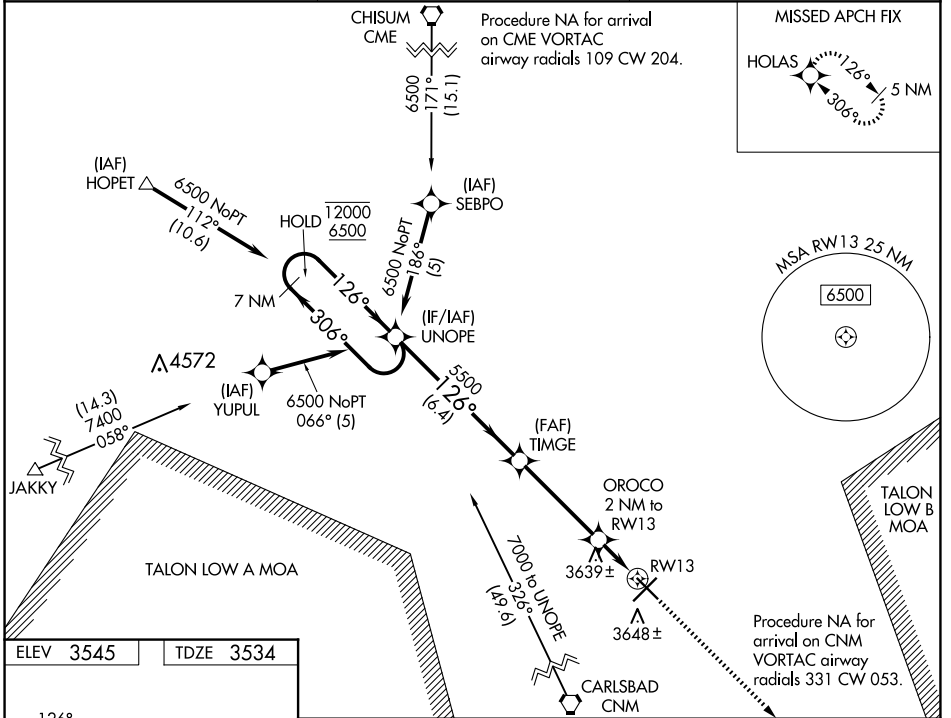 CHISUM
CME
Procedure NA for arrival
on CME VORTAC
airway radials 109 CW 204.
MISSED APCH FIX
HOLAS
126°
306°
5 NM
6500
171°
(15.1)
(IAF)
HOPET
6500 NoPT
112°
(10.6)
HOLD
12000
6500
(IAF)
SEBPO
6500 NoPT
186°
(5)
7 NM
126°
306°
(IF/IAF)
UNOPE
MSA RW13 25 NM
6500
4572
(IAF)
YUPUL
6500 NoPT
066° (5)
5500
126°
(6.4)
(FAF)
TIMGE
(14.3)
7400
058°
JAKKY
OROCO
2 NM to
RW13
TALON
LOW B
MOA
TALON LOW A MOA
7000 to UNOPE
326°
(49.6)
3639±
RW13
3648±
Procedure NA for
arrival on CNM
VORTAC airway
radials 331 CW 053.
CARLSBAD
CNM
ELEV 3545
TDZE 3534
126°